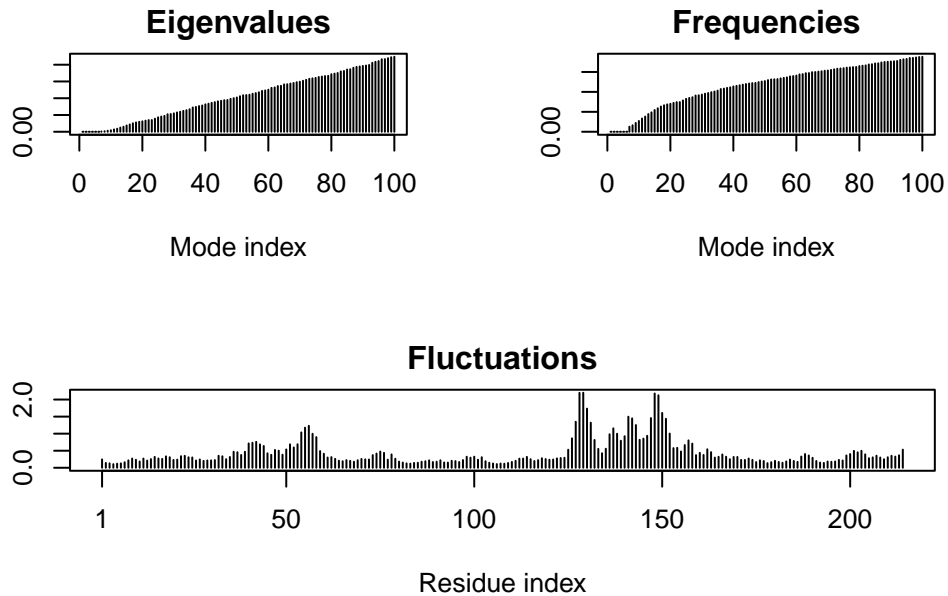 Eigenvalues
0.00
0 20 40 60 80 100
Mode index
Frequencies
0.00
0 20 40 60 80 100
Mode index
Fluctuations
0.0 2.0
1 50 100 150 200
Residue index